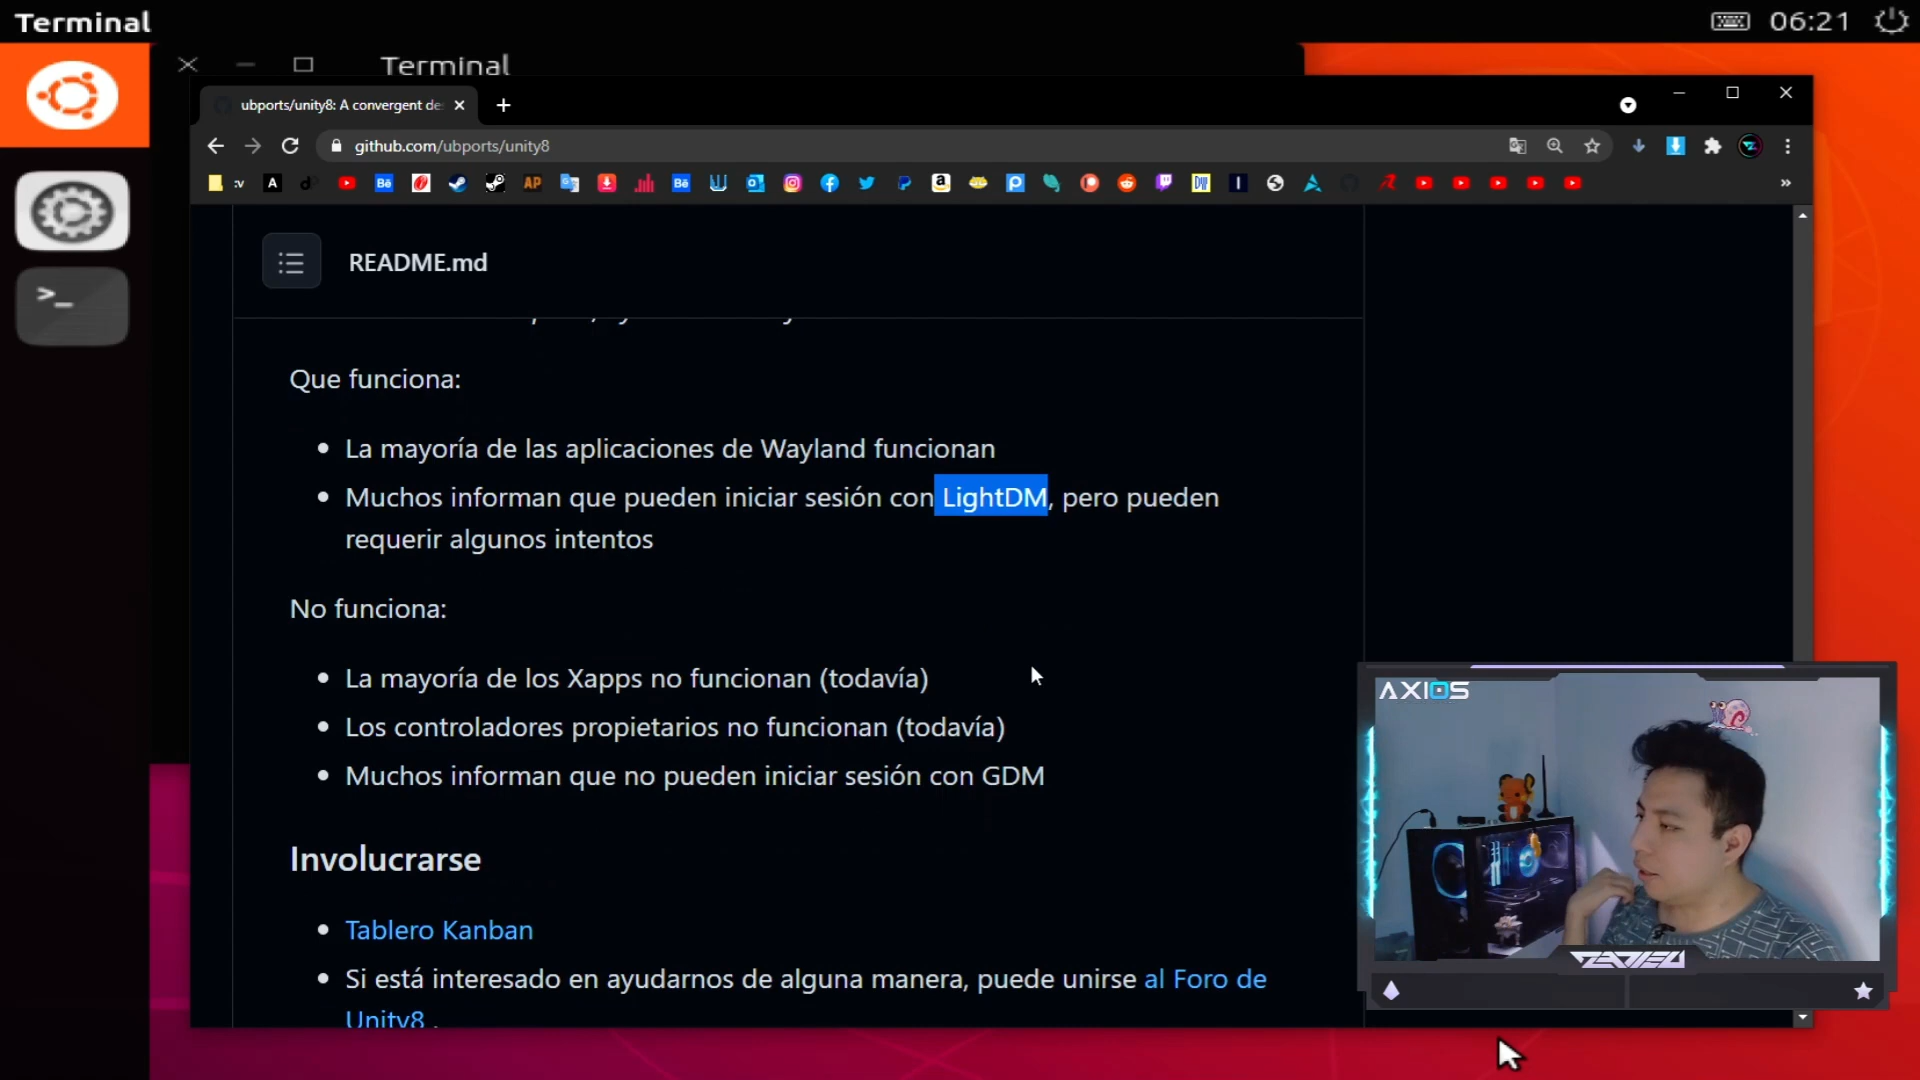 Terminal
06:21
Terminal
ubports/unity8: A convergent de
github.com/ubports/unity8
:v
A
Bē
AP
Bē
README.md
Que funciona:
La mayoría de las aplicaciones de Wayland funcionan
Muchos informan que pueden iniciar sesión con LightDM, pero pueden
requerir algunos intentos
No funciona:
La mayoría de los Xapps no funcionan (todavía)
Los controladores propietarios no funcionan (todavía)
Muchos informan que no pueden iniciar sesión con GDM
Involucrarse
Tablero Kanban
Si está interesado en ayudarnos de alguna manera, puede unirse al Foro de
Unity8 .
AXIOS